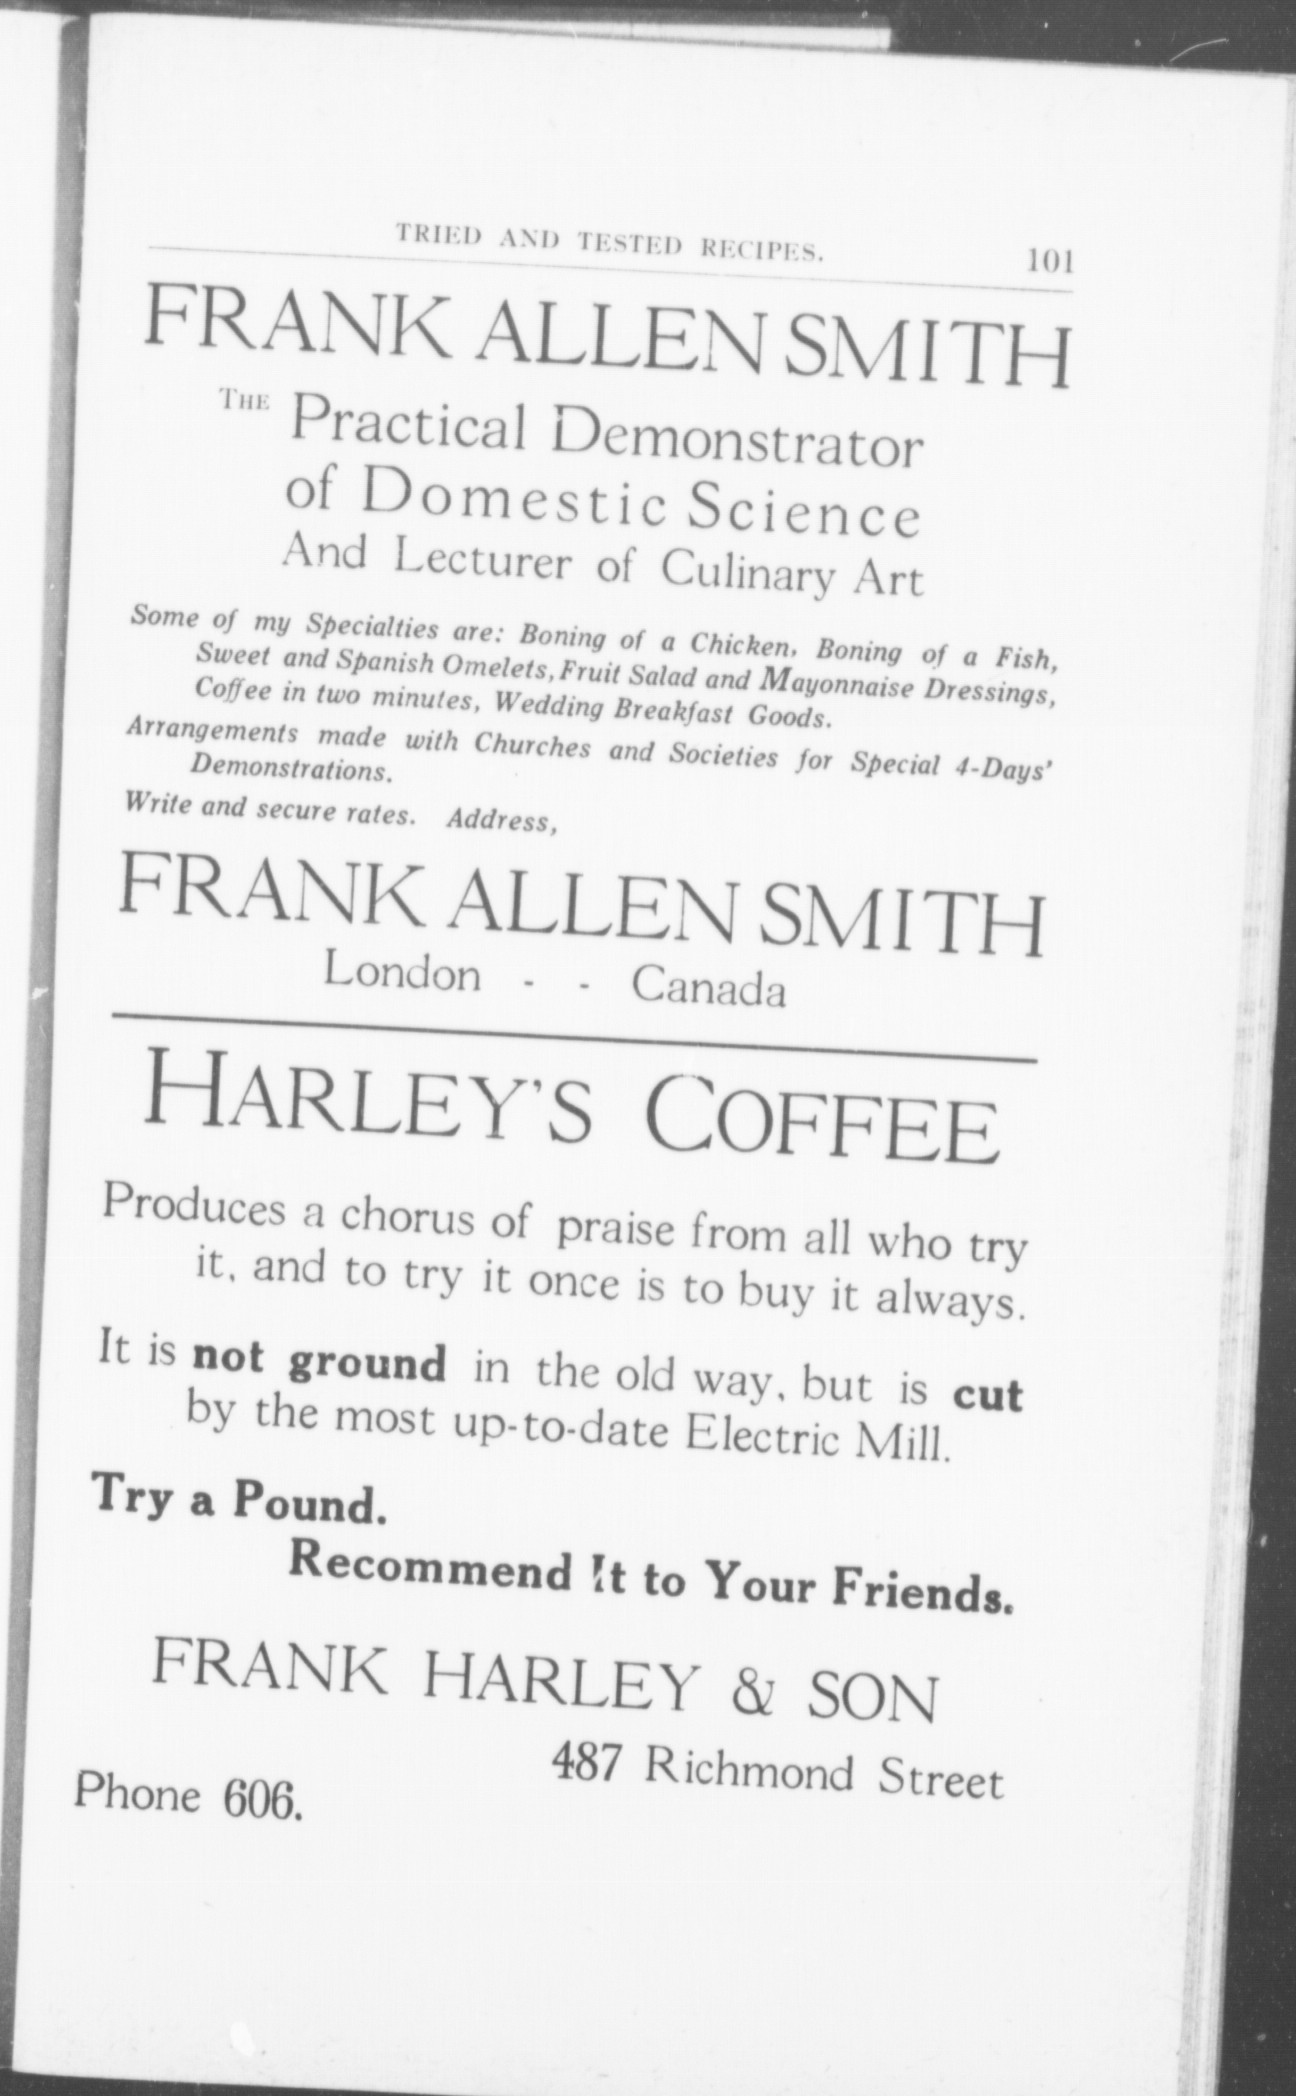 TRIED AND TESTED RECIPES. 101
FRANK ALLEN SMITH
THE Practical Demonstrator
of Domestic Science
And Lecturer of Culinary Art
Some of my Specialties are: Boning of a Chicken, Boning of a Fish,
Sweet and Spanish Omelets, Fruit Salad and Mayonnaise Dressings,
Coffee in two minutes, Wedding Breakfast Goods.
Arrangements made with Churches and Societies for Special 4-Days'
Demonstrations.
Write and secure rates. Address,
FRANK ALLEN SMITH
London - - Canada
HARLEY'S COFFEE
Produces a chorus of praise from all who try
it, and to try it once is to buy it always.
It is not ground in the old way, but is cut
by the most up-to-date Electric Mill.
Try a Pound.
Recommend It to Your Friends.
FRANK HARLEY & SON
487 Richmond Street
Phone 606.